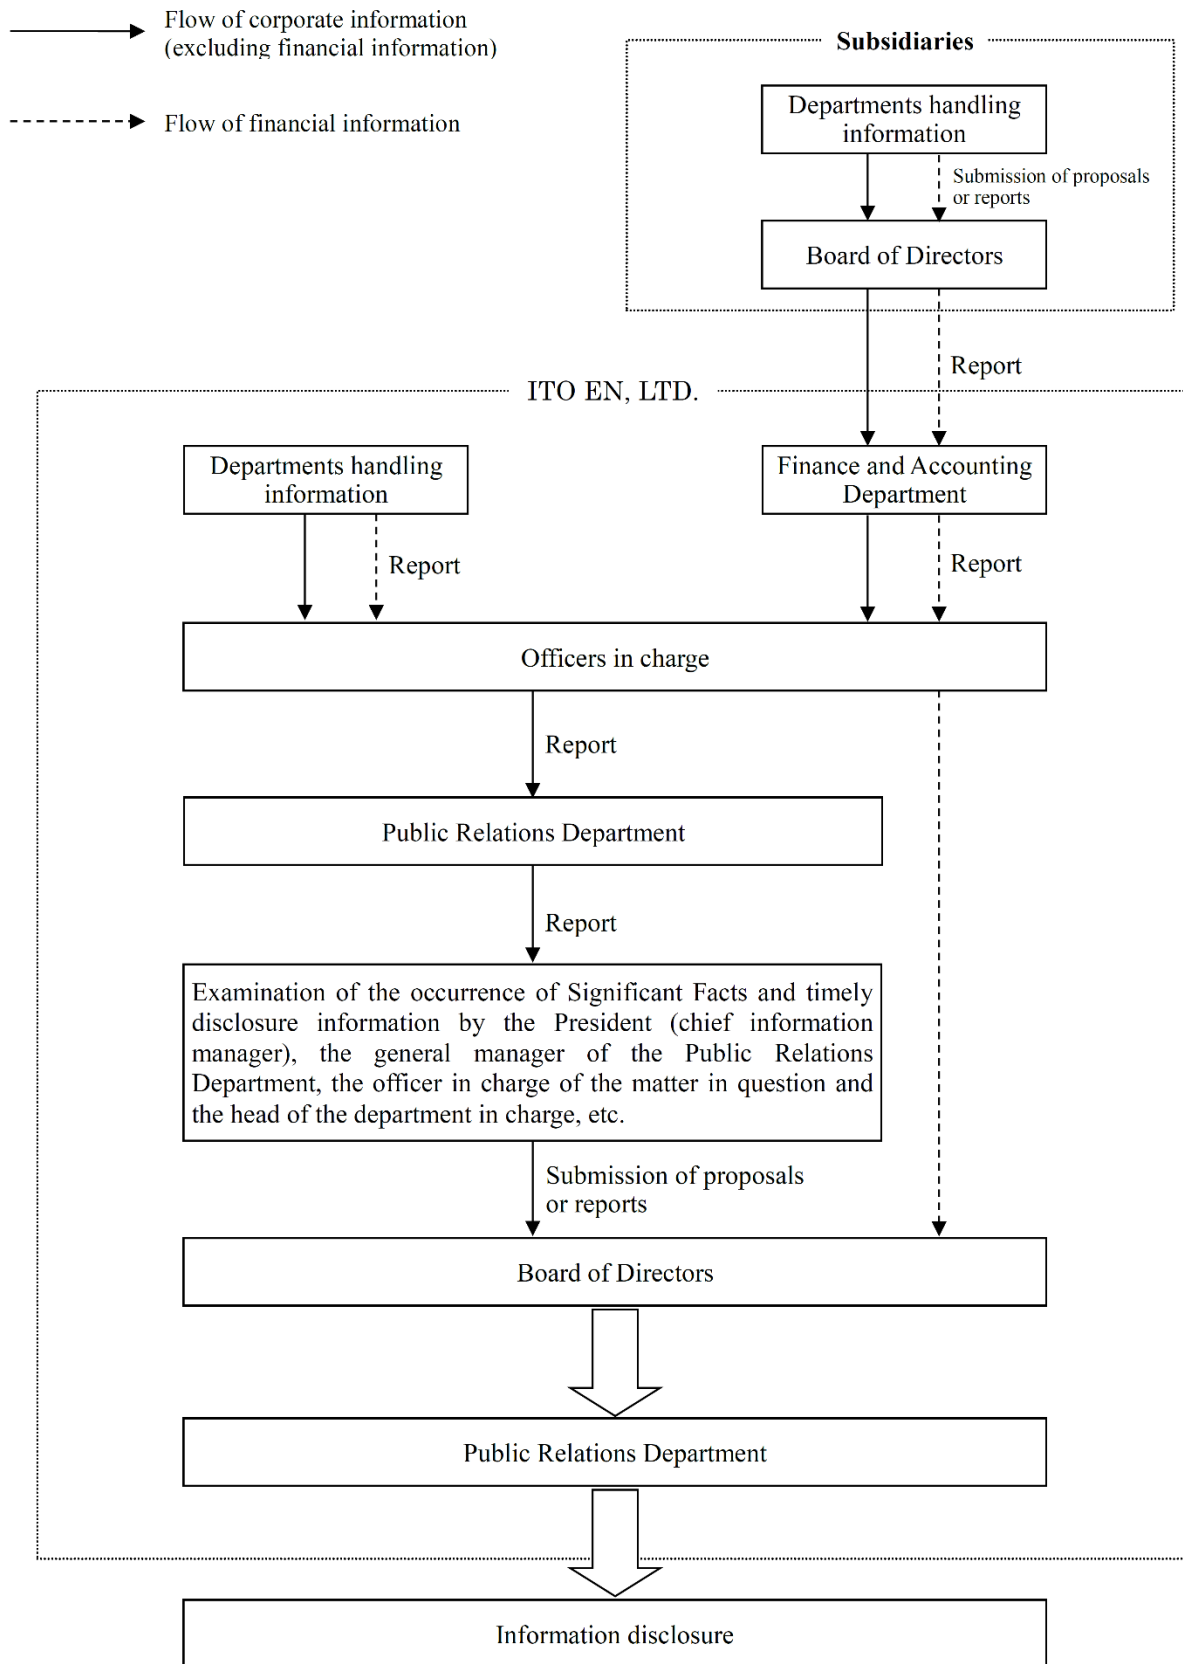 Flow of corporate information
(excluding financial information)
Flow of financial information
Subsidiaries
Departments handling
information
Submission of proposals
or reports
Board of Directors
Report
ITO EN, LTD.
Departments handling
information
Finance and Accounting
Department
Report
Report
Officers in charge
Report
Public Relations Department
Report
Examination of the occurrence of Significant Facts and timely
disclosure information by the President (chief information
manager), the general manager of the Public Relations
Department, the officer in charge of the matter in question and
the head of the department in charge, etc.
Submission of proposals
or reports
Board of Directors
Public Relations Department
Information disclosure